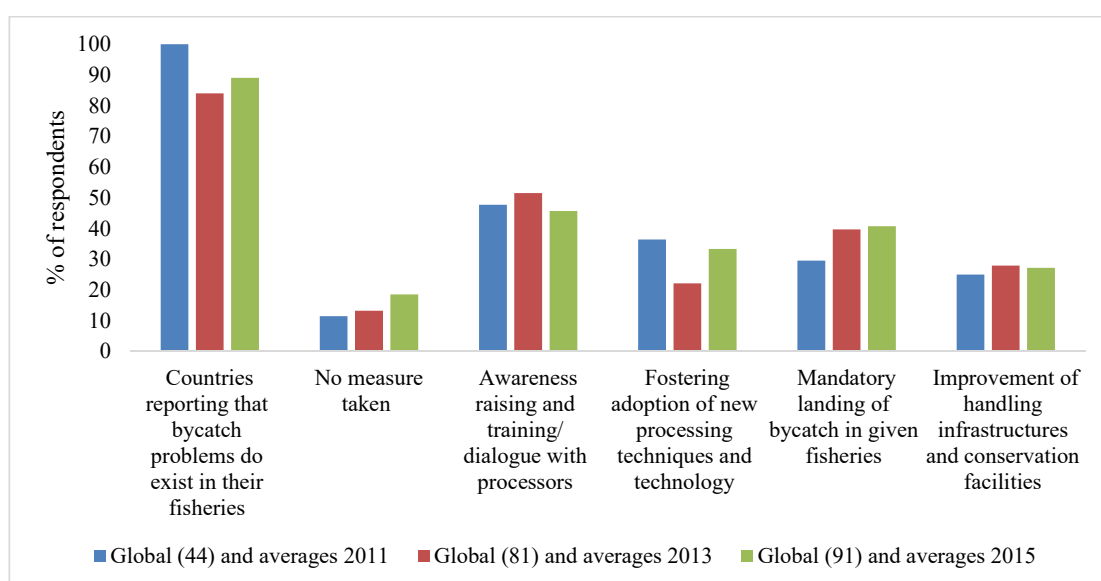 100
90
80
70
60
50
40
30
20
10
0
% of respondents
Countries
reporting that
bycatch
problems do
exist in their
fisheries
No measure
taken
Awareness
raising and
training/
dialogue with
processors
Fostering
adoption of new
processing
techniques and
technology
Mandatory
landing of
bycatch in given
fisheries
Improvement of
handling
infrastructures
and conservation
facilities
Global (44) and averages 2011
Global (81) and averages 2013
Global (91) and averages 2015